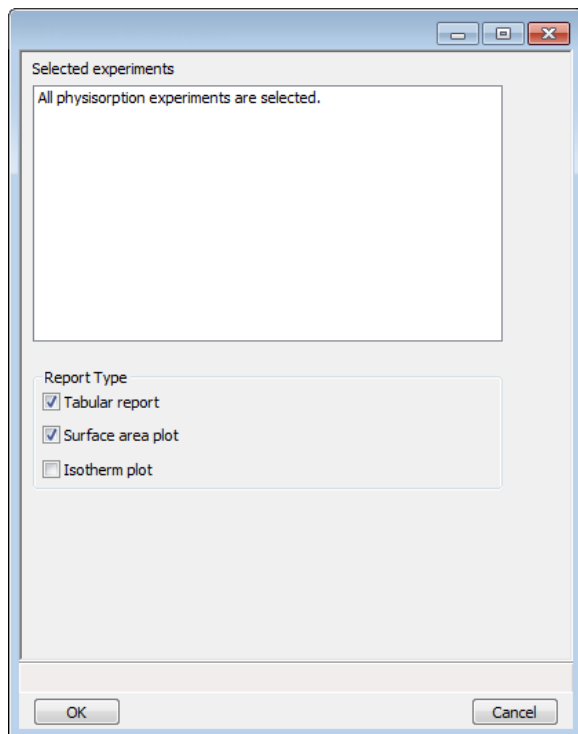 Selected experiments
All physisorption experiments are selected.
Report Type
Tabular report
Surface area plot
Isotherm plot
OK
Cancel